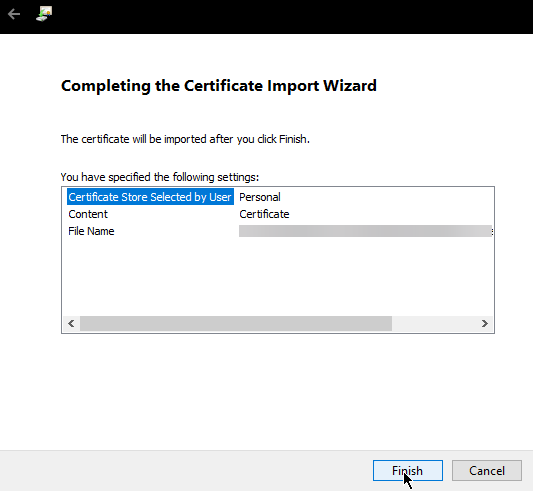 Completing the Certificate Import Wizard
The certificate will be imported after you click Finish.
You have specified the following settings:
Certificate Store Selected by User Personal
Content Certificate
File Name
Finish Cancel